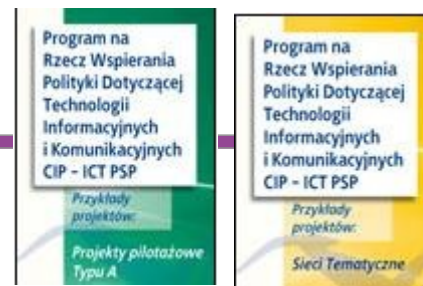 Program na
Rzecz Wspierania
Polityki Dotyczącej
Technologii
Informacyjnych
i Komunikacyjnych
CIP – ICT PSP
Przykłady
projektów:
Projekty pilotażowe
Typu A
Program na
Rzecz Wspierania
Polityki Dotyczącej
Technologii
Informacyjnych
i Komunikacyjnych
CIP – ICT PSP
Przykłady
projektów:
Sieci Tematyczne